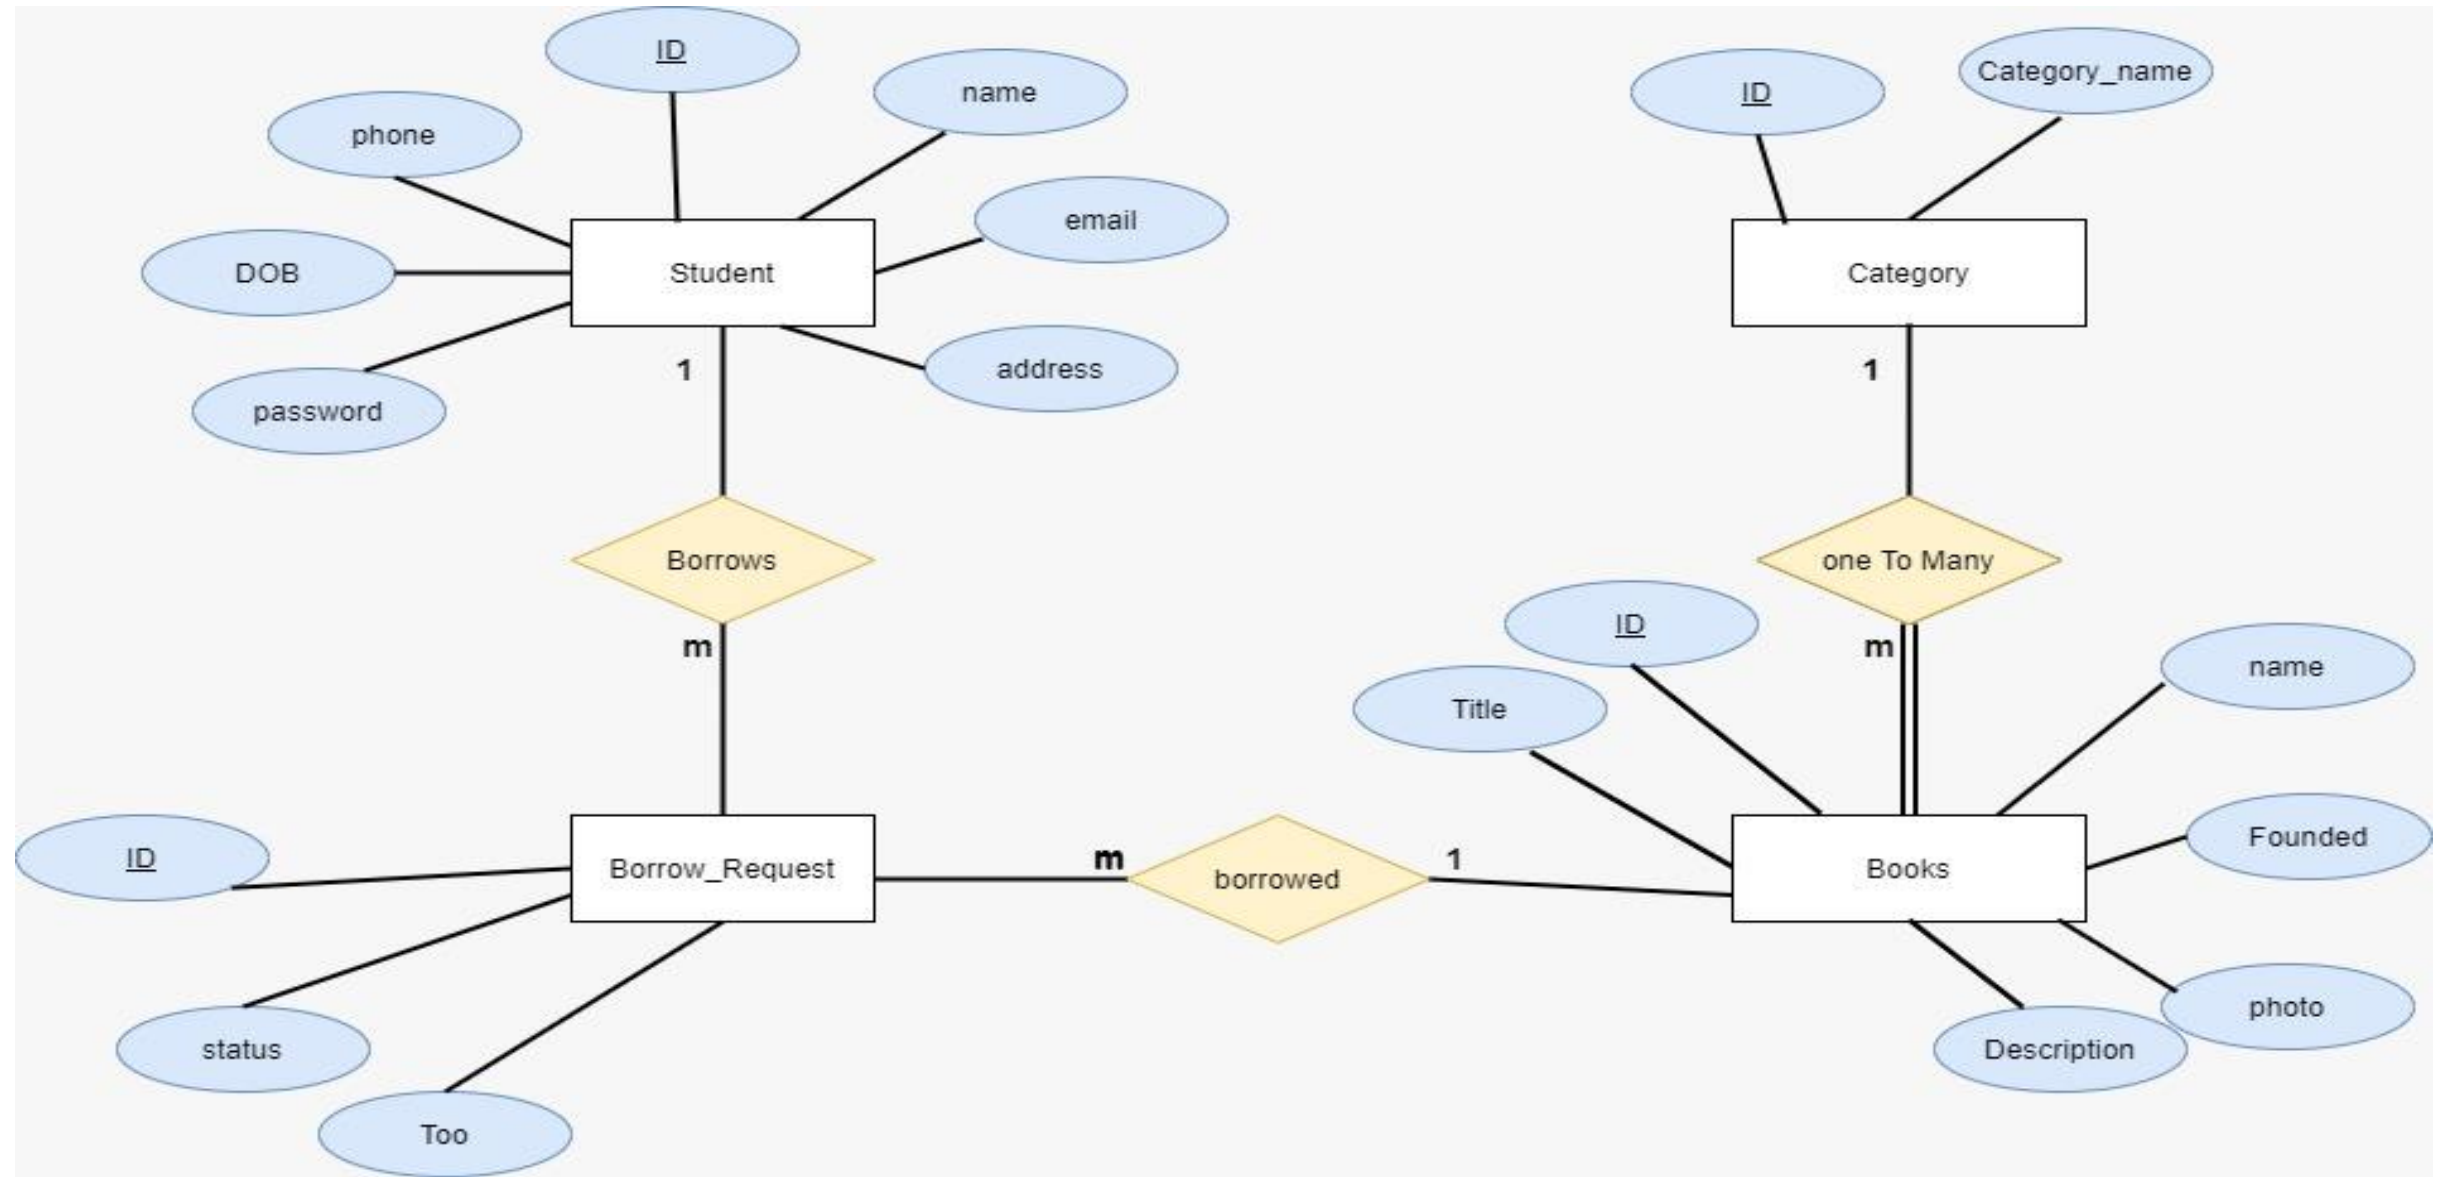 ID
Category_name
name
ID
phone
email
DOB
Student
Category
address
1
1
password
Borrows
one To Many
ID
m
m
name
Title
Founded
ID
Borrow_Request
m
borrowed
1
Books
photo
status
Description
Too